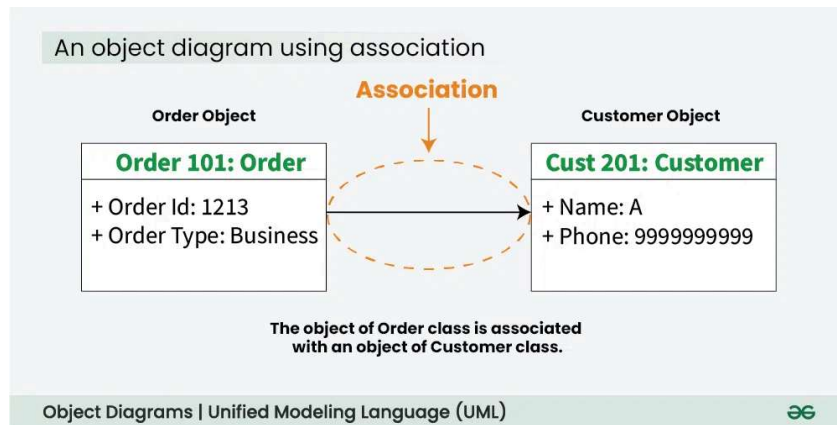 An object diagram using association
Association
Order Object
Customer Object
Order 101: Order
Cust 201: Customer
+ Order Id: 1213
+ Order Type: Business
+ Name: A
+ Phone: 9999999999
The object of Order class is associated
with an object of Customer class.
Object Diagrams | Unified Modeling Language (UML)